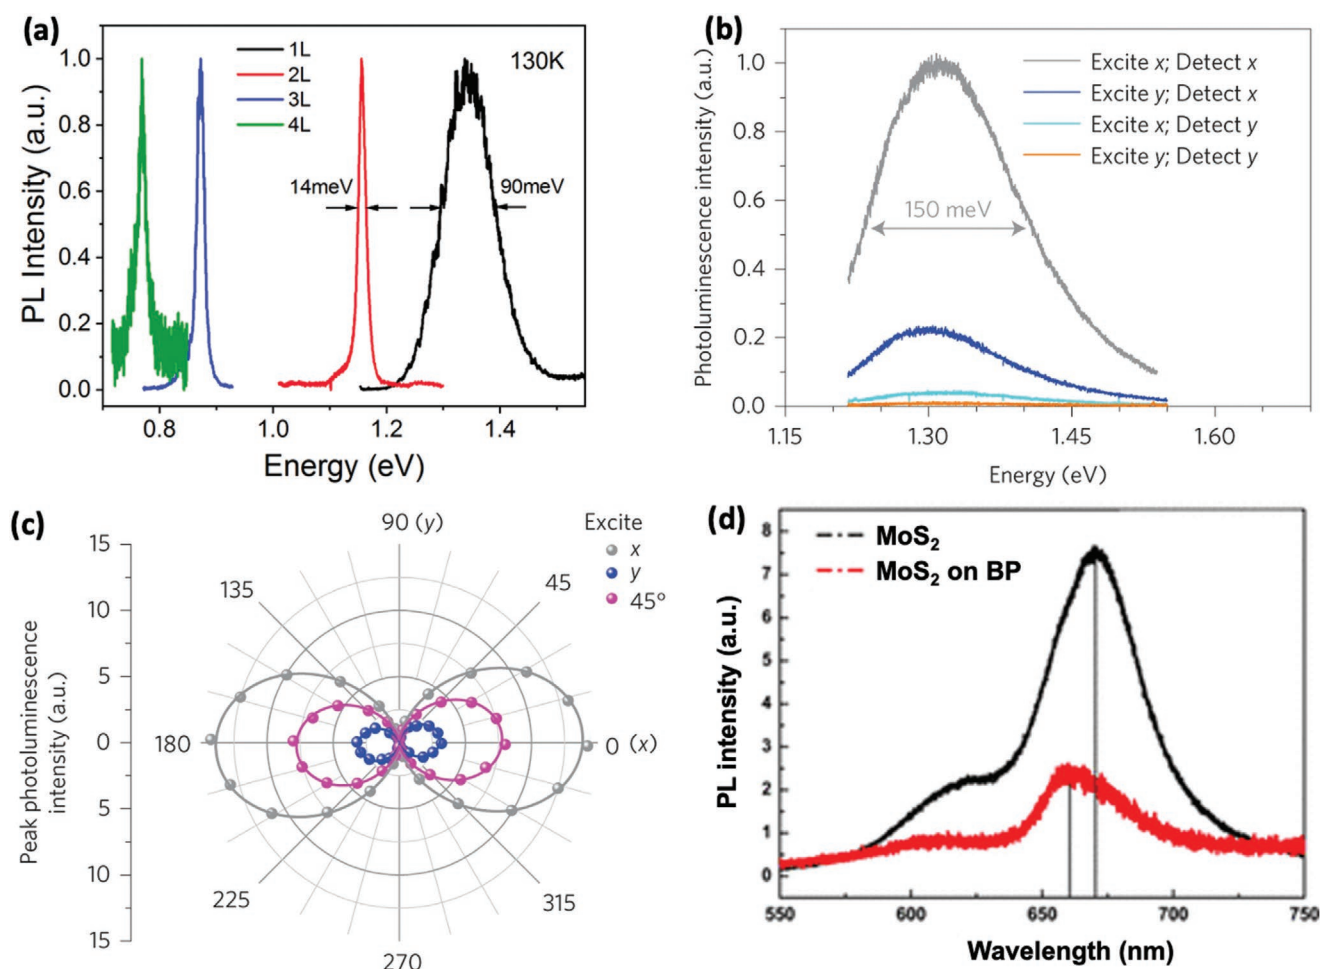 (a)
1L
2L
3L
4L
130K
14meV
90meV
1.0
0.8
0.6
0.4
0.2
0.0
PL Intensity (a.u.)
0.8
1.0
1.2
1.4
Energy (eV)
(b)
Excite x; Detect x
Excite y; Detect x
Excite x; Detect y
Excite y; Detect y
150 meV
1.0
0.8
0.6
0.4
0.2
0.0
Photoluminescence intensity (a.u.)
1.15
1.30
1.45
1.60
Energy (eV)
(c)
90 (y)
Excite
x
y
45°
15
10
5
0
5
10
15
Peak photoluminescence
intensity (a.u.)
135
45
180
0 (x)
225
315
270
(d)
MoS₂
MoS₂ on BP
8
7
6
5
4
3
2
1
0
PL intensity (a.u.)
550
600
650
700
750
Wavelength (nm)